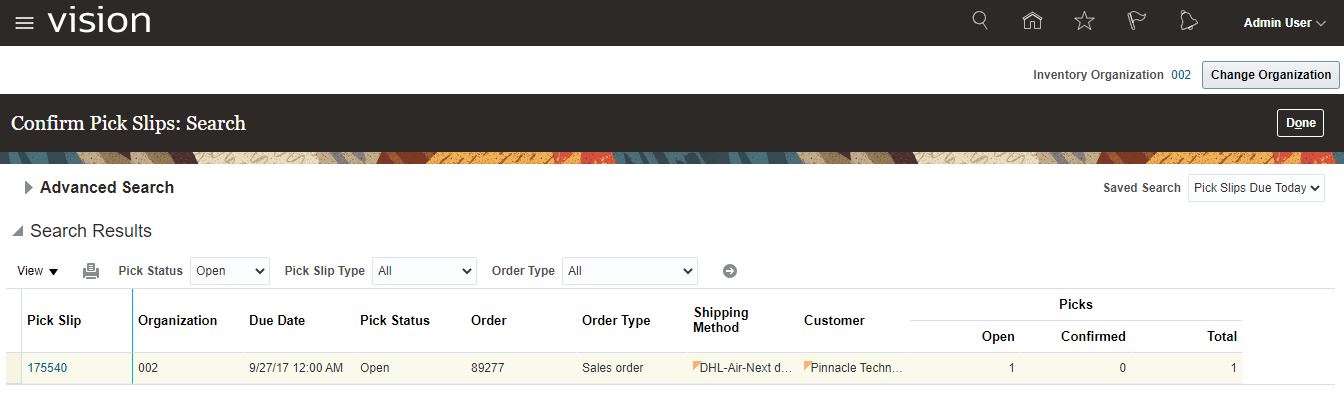 vision
Admin User
Inventory Organization 002 Change Organization
Confirm Pick Slips: Search
Done
Advanced Search
Saved Search Pick Slips Due Today
Search Results
View Pick Status Open Pick Slip Type All Order Type All
Picks
Pick Slip Organization Due Date Pick Status Order Order Type Shipping Method Customer Open Confirmed Total
175540 002 9/27/17 12:00 AM Open 89277 Sales order DHL-Air-Next d... Pinnacle Techn... 1 0 1